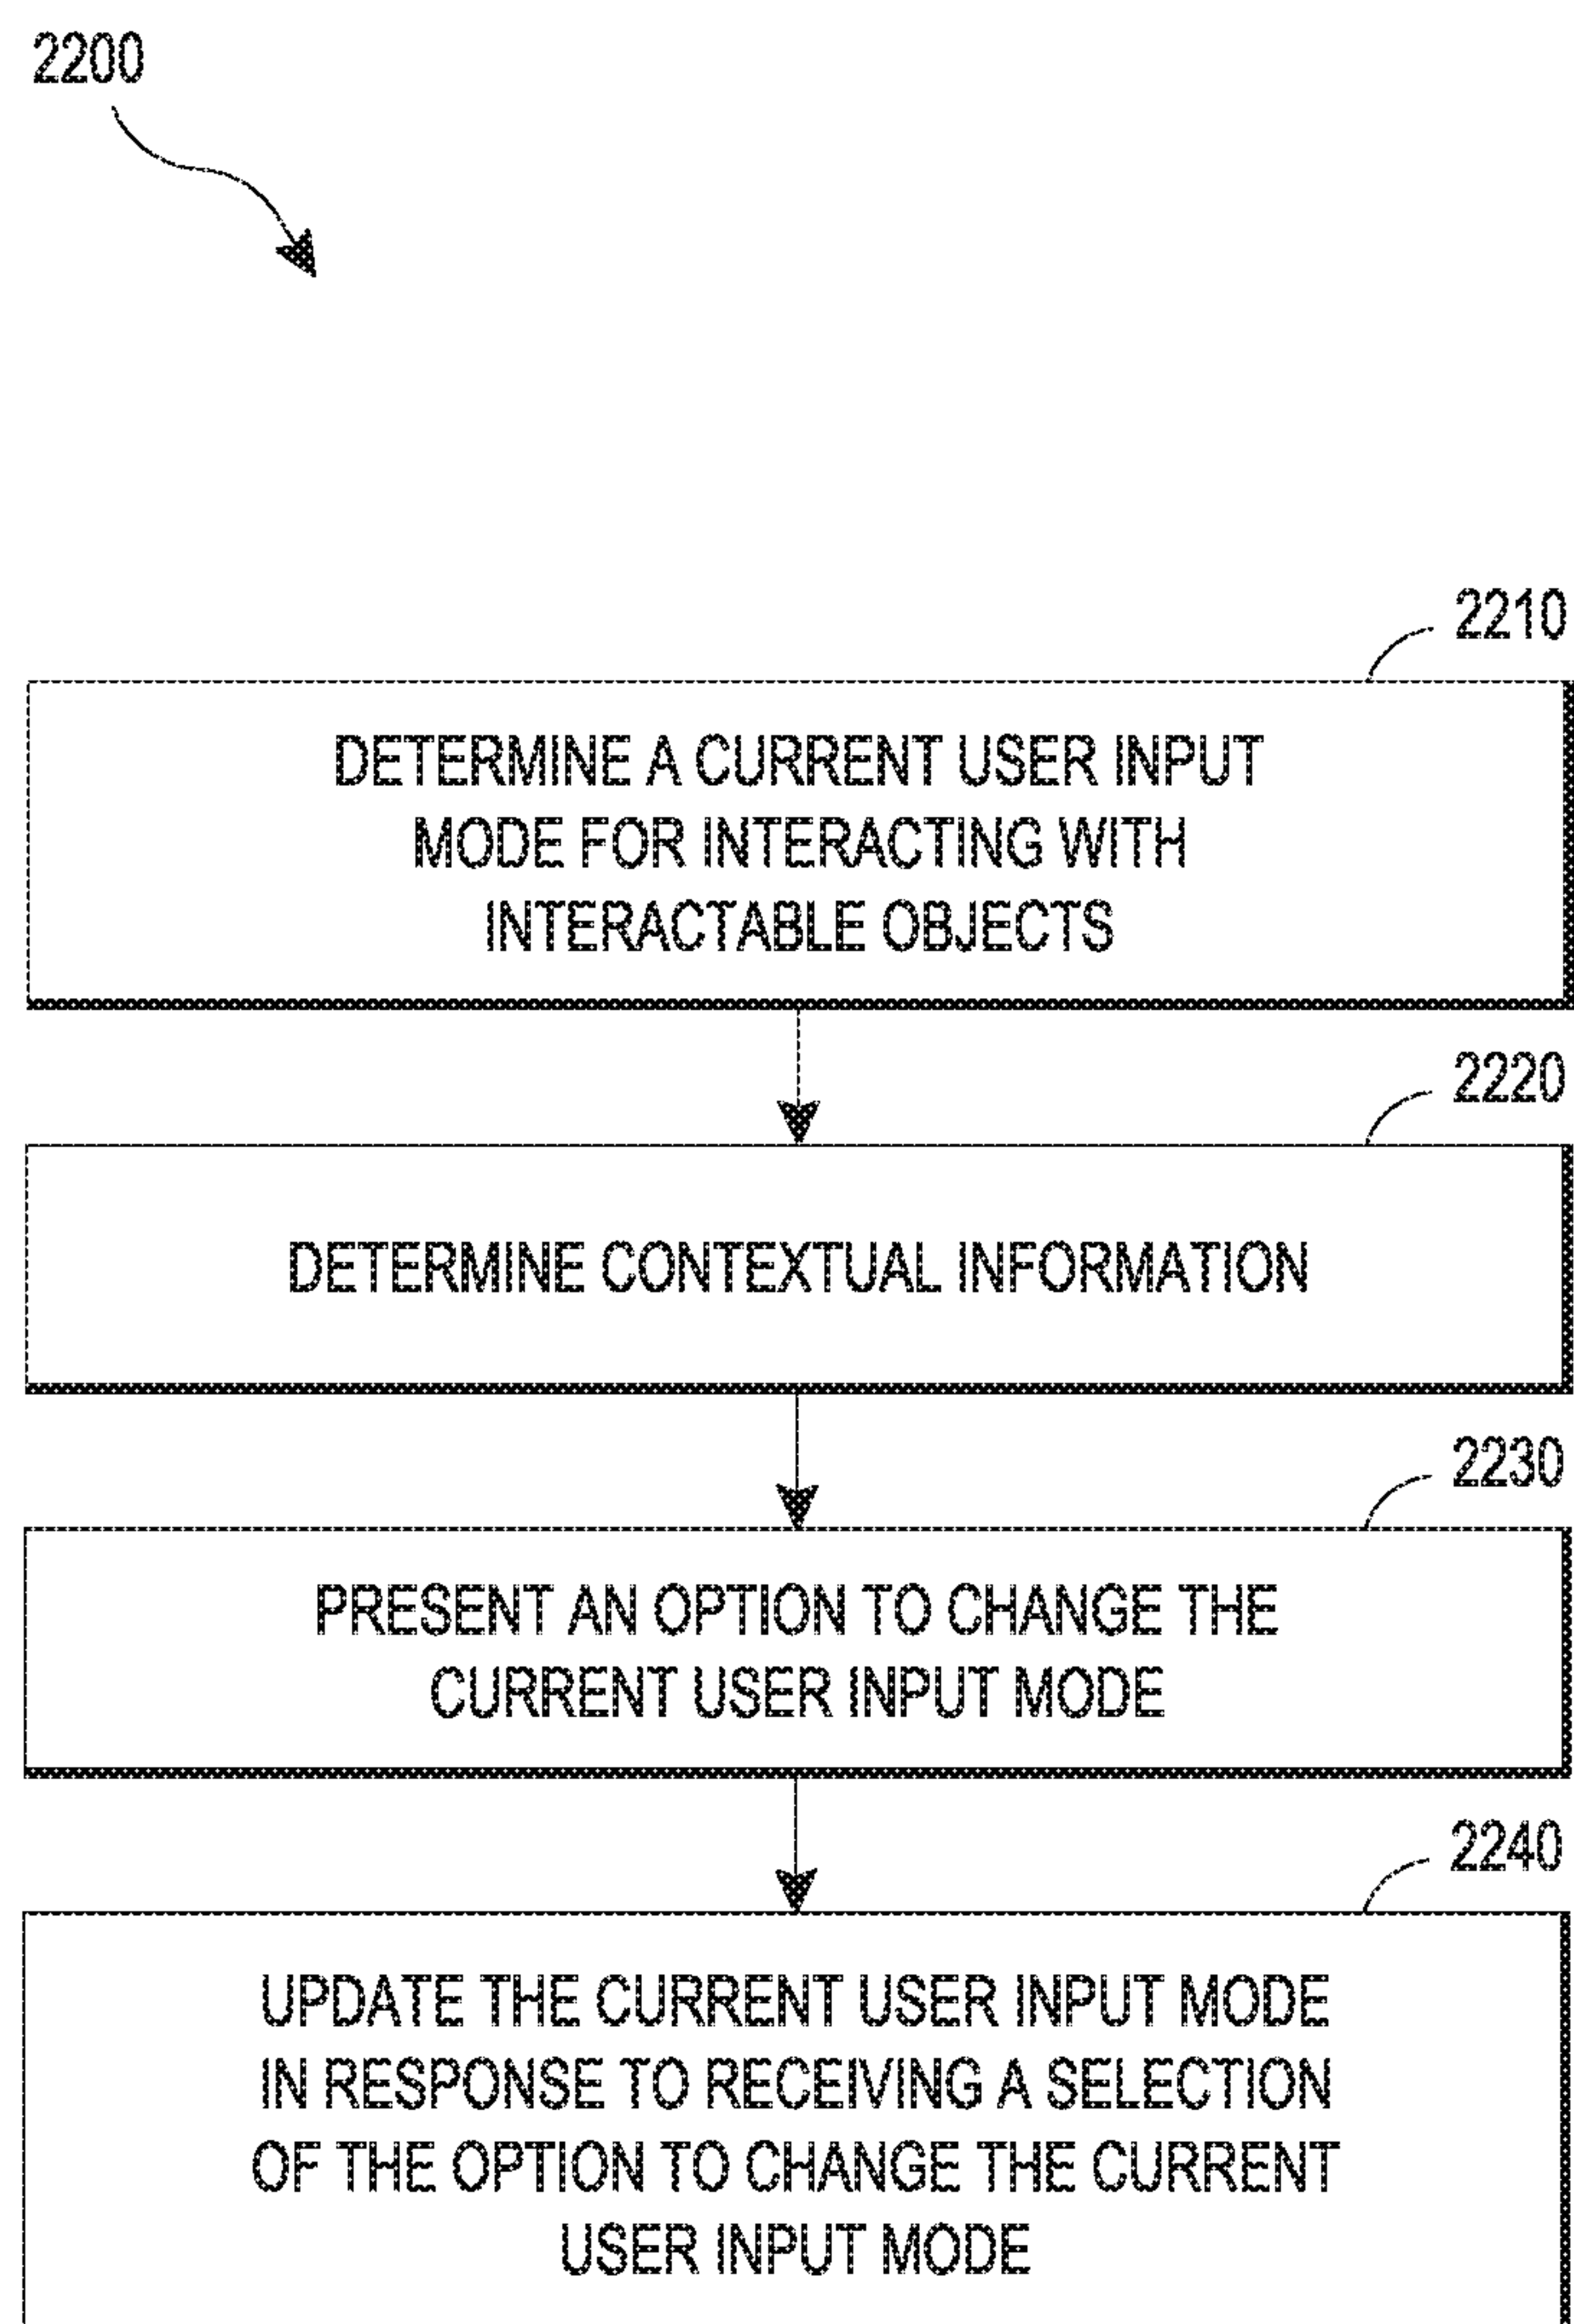 2200
2210
DETERMINE A CURRENT USER INPUT
MODE FOR INTERACTING WITH
INTERACTABLE OBJECTS
2220
DETERMINE CONTEXTUAL INFORMATION
2230
PRESENT AN OPTION TO CHANGE THE
CURRENT USER INPUT MODE
2240
UPDATE THE CURRENT USER INPUT MODE
IN RESPONSE TO RECEIVING A SELECTION
OF THE OPTION TO CHANGE THE CURRENT
USER INPUT MODE